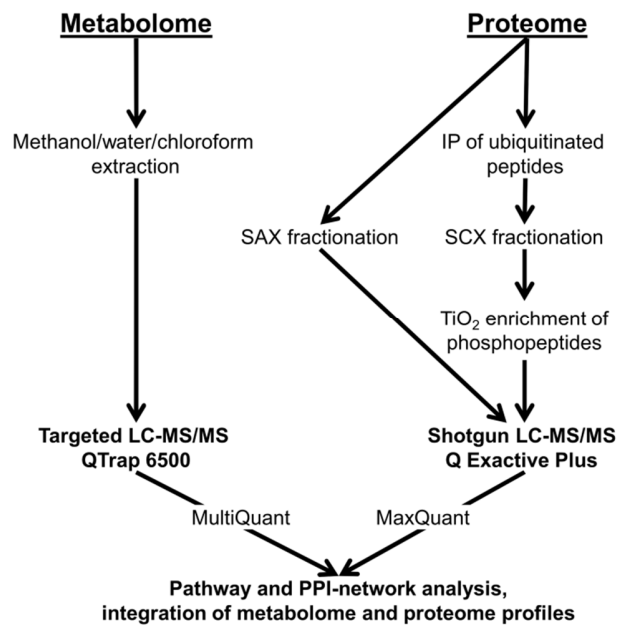 Metabolome
Proteome
Methanol/water/chloroform
extraction
IP of ubiquitinated
peptides
SAX fractionation
SCX fractionation
TiO₂ enrichment of
phosphopeptides
Targeted LC-MS/MS
QTrap 6500
Shotgun LC-MS/MS
Q Exactive Plus
MultiQuant
MaxQuant
Pathway and PPI-network analysis,
integration of metabolome and proteome profiles